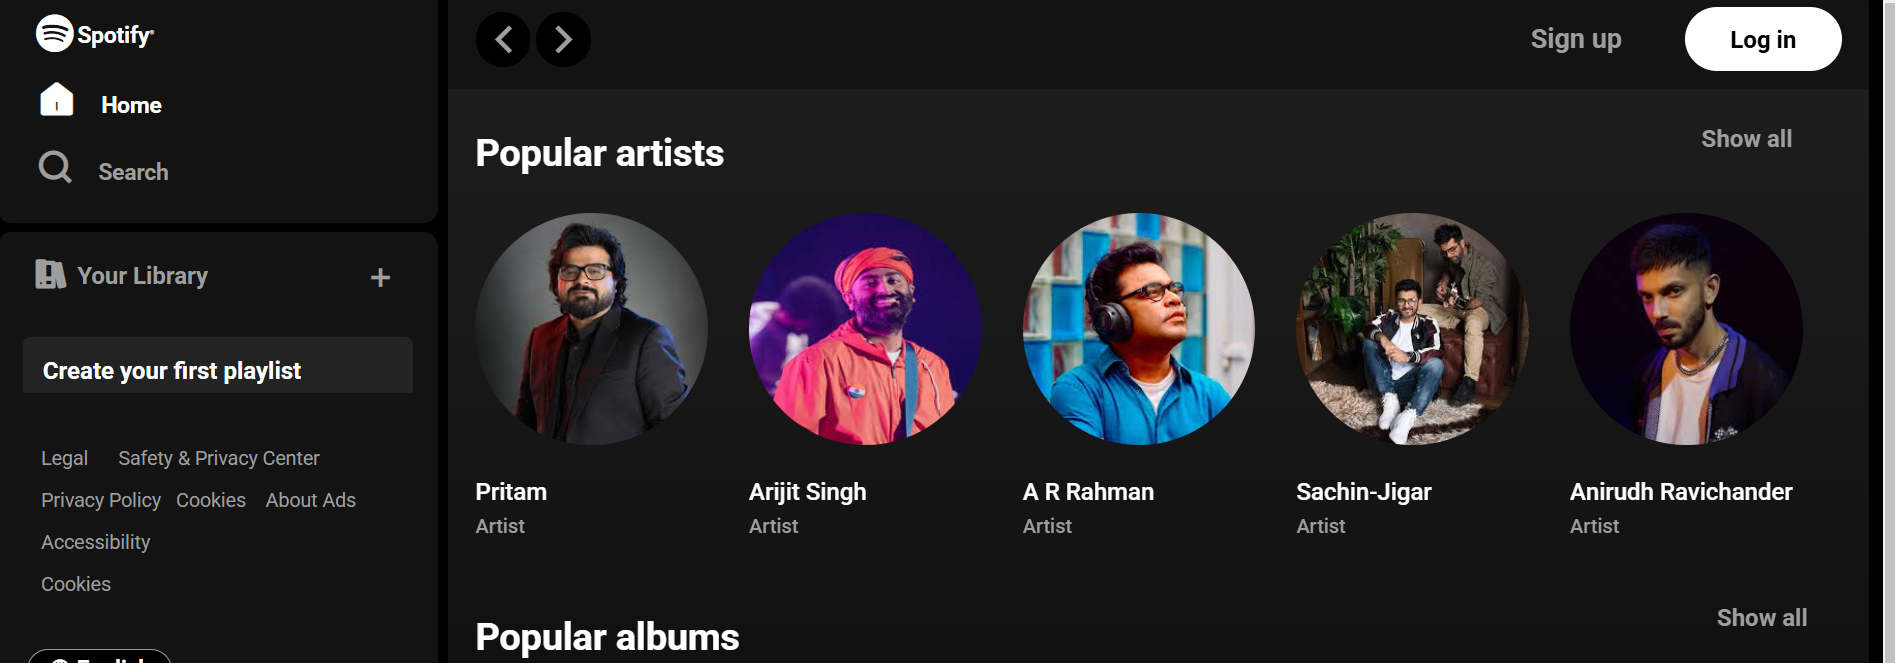 Spotify
Home
Search
Your Library
+
Create your first playlist
Legal Safety & Privacy Center
Privacy Policy Cookies About Ads
Accessibility
Cookies
Sign up Log in
Popular artists Show all
Pritam Arijit Singh A R Rahman Sachin-Jigar Anirudh Ravichander
Artist Artist Artist Artist Artist
Popular albums Show all